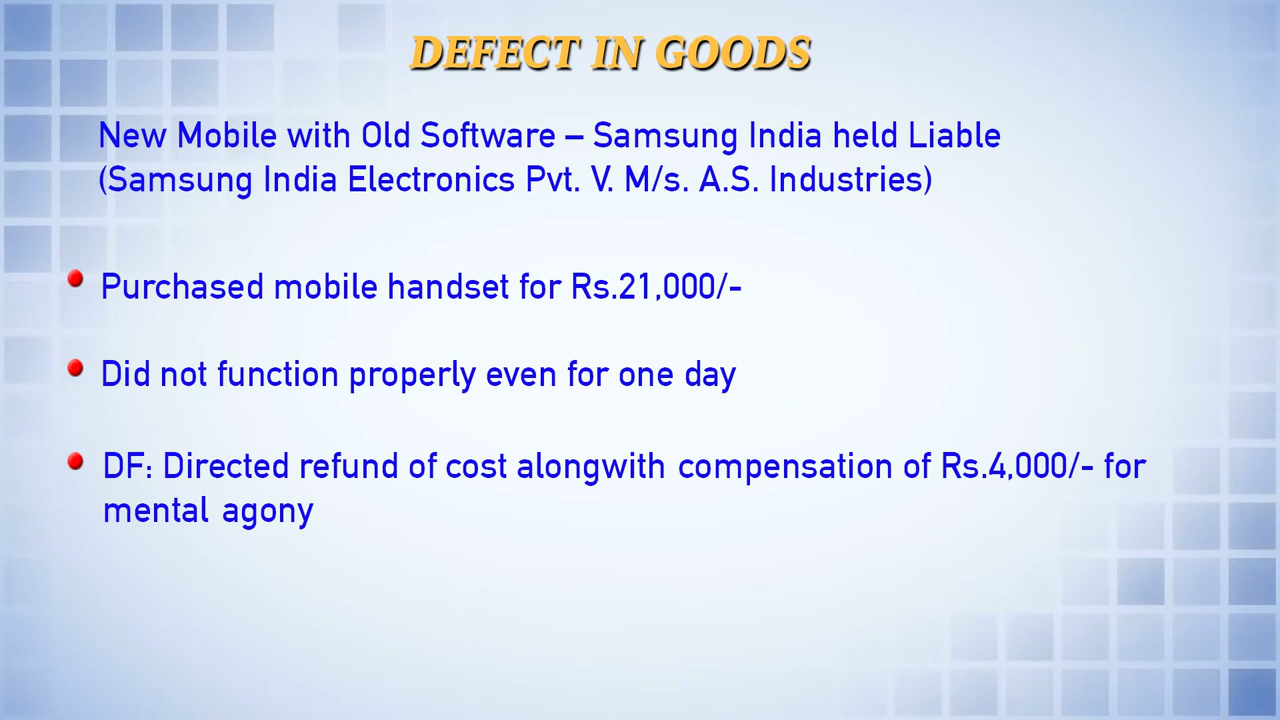 DEFECT IN GOODS
New Mobile with Old Software – Samsung India held Liable
(Samsung India Electronics Pvt. V. M/s. A.S. Industries)
Purchased mobile handset for Rs.21,000/-
Did not function properly even for one day
DF: Directed refund of cost alongwith compensation of Rs.4,000/- for
mental agony